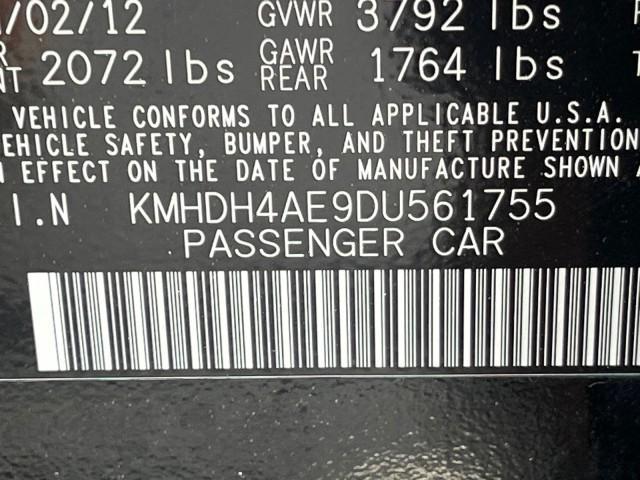 /02/12 GVWR 3792 lbs
2072 lbs GAWR REAR 1764 lbs
VEHICLE CONFORMS TO ALL APPLICABLE U.S.A.
EHICLE SAFETY, BUMPER, AND THEFT PREVENTION
N EFFECT ON THE DATE OF MANUFACTURE SHOWN A
I.N KMHDH4AE9DU561755
PASSENGER CAR